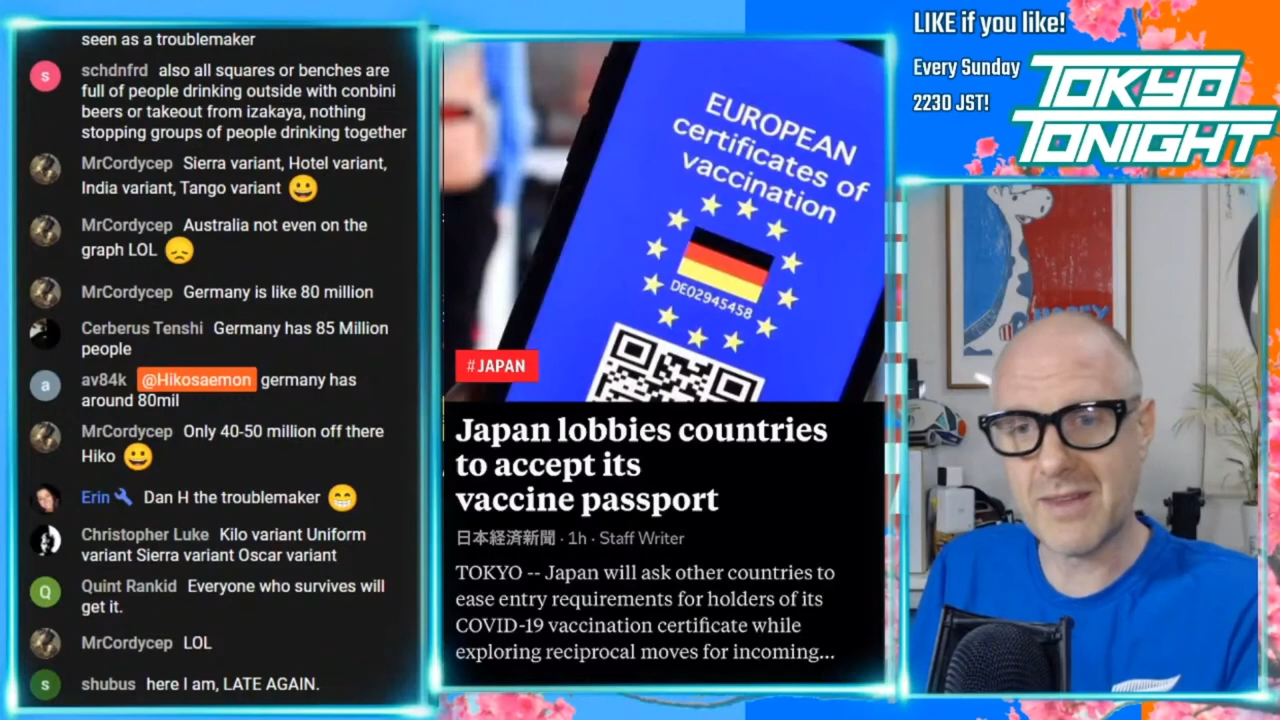 seen as a troublemaker
schdnfrd also all squares or benches are
full of people drinking outside with conbini
beers or takeout from izakaya, nothing
stopping groups of people drinking together
MrCordycep Sierra variant, Hotel variant,
India variant, Tango variant 😀
MrCordycep Australia not even on the
graph LOL 😞
MrCordycep Germany is like 80 million
Cerberus Tenshi Germany has 85 Million
people
av84k @Hikosaemon germany has
around 80mil
MrCordycep Only 40-50 million off there
Hiko 😀
Erin Dan H the troublemaker 😁
Christopher Luke Kilo variant Uniform
variant Sierra variant Oscar variant
Quint Rankid Everyone who survives will
get it.
MrCordycep LOL
shubus here I am, LATE AGAIN.
s
a
Q
s
EUROPEAN
certificates of
vaccination
DE02945458
#JAPAN
Japan lobbies countries
to accept its
vaccine passport
日本経済新聞 · 1h · Staff Writer
TOKYO -- Japan will ask other countries to
ease entry requirements for holders of its
COVID-19 vaccination certificate while
exploring reciprocal moves for incoming...
LIKE if you like!
Every Sunday
2230 JST!
TOKYO
TONIGHT